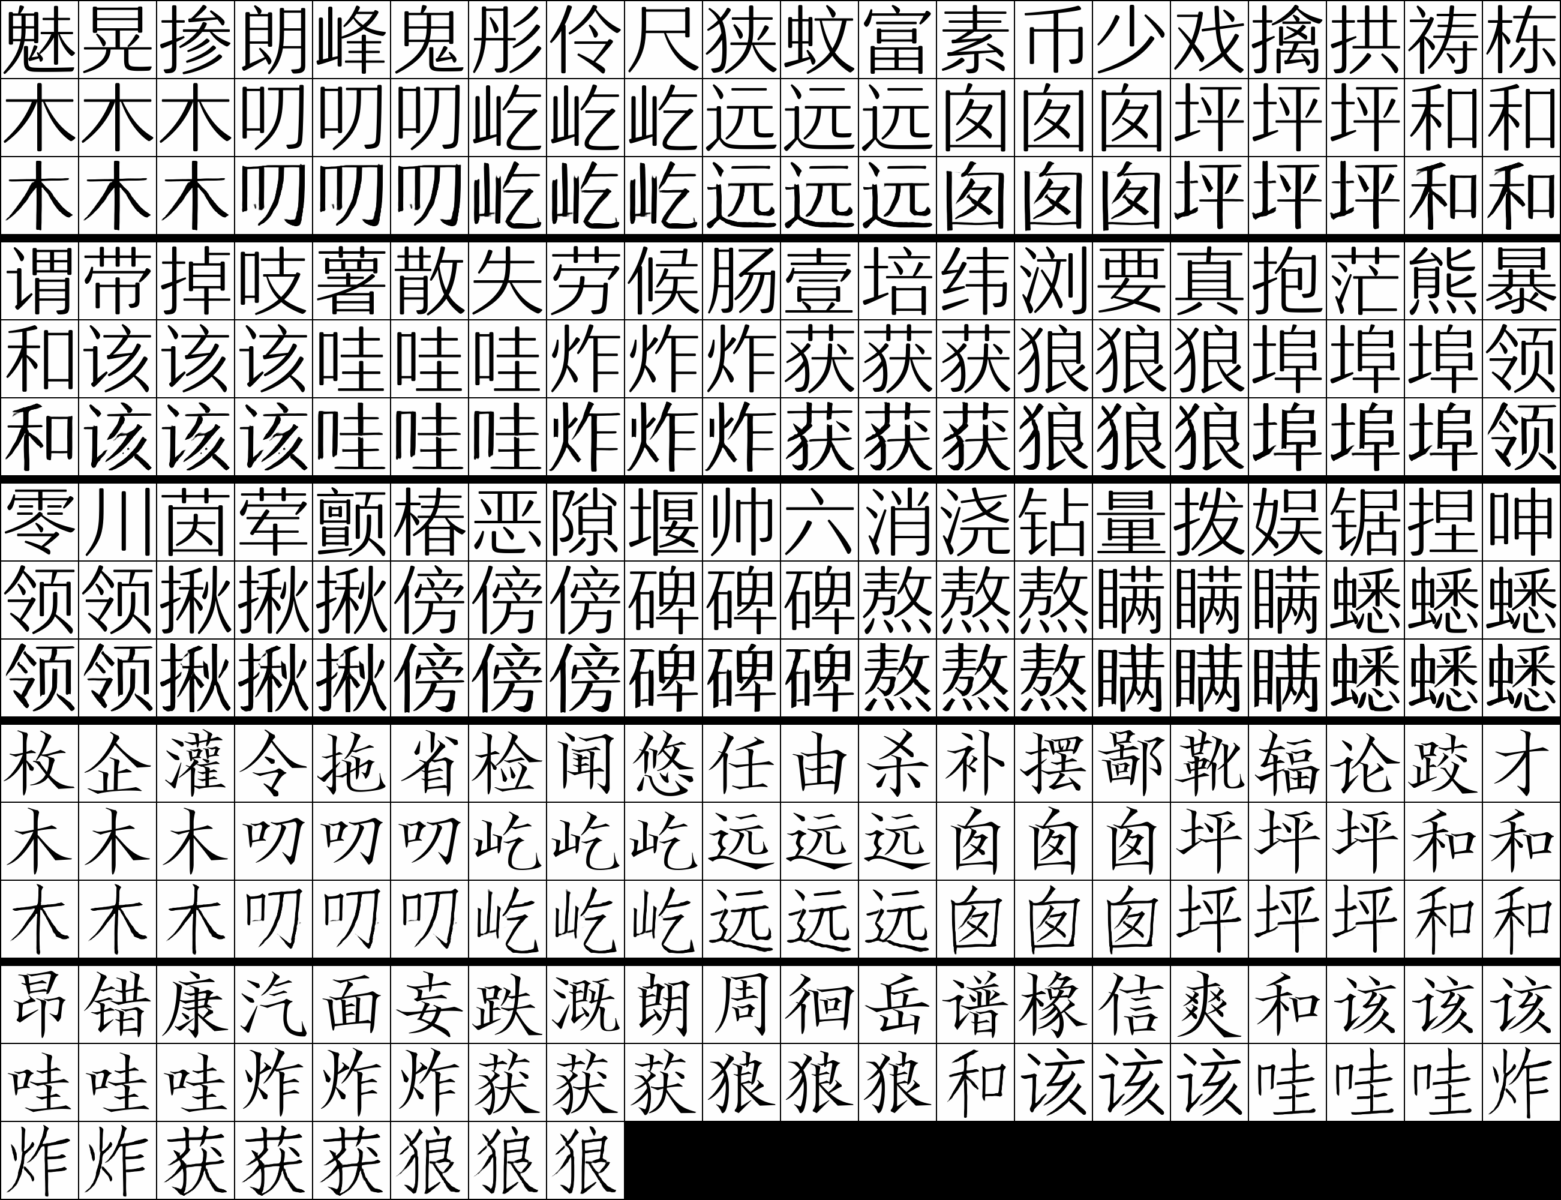 魅晃掺朗峰鬼彤伶尺狭蚊富素币少戏擒拱祷栋
木木木叨叨叨屹屹屹远远远囱囱囱坪坪坪和和
木木木叨叨叨屹屹屹远远远囱囱囱坪坪坪和和
谓带掉吱薯散失劳候肠壹培纬浏要真抱茫熊暴
和该该该哇哇哇炸炸炸获获获狼狼狼埠埠埠领
和该该该哇哇哇炸炸炸获获获狼狼狼埠埠埠领
零川茵荤颤椿恶隙堰帅六消浇钻量拨娱锯捏呻
领领揪揪揪傍傍傍碑碑碑熬熬熬瞒瞒瞒蟋蟋蟋
领领揪揪揪傍傍傍碑碑碑熬熬熬瞒瞒瞒蟋蟋蟋
枚企灌令拖省检闻悠任由杀补摆鄙靴辐论跤才
木木木叨叨叨屹屹屹远远远囱囱囱坪坪坪和和
木木木叨叨叨屹屹屹远远远囱囱囱坪坪坪和和
昂错康汽面妄跌溉朗周徊岳谱橡信爽和该该该
哇哇哇炸炸炸获获获狼狼狼和该该该哇哇哇炸
炸炸获获获狼狼狼